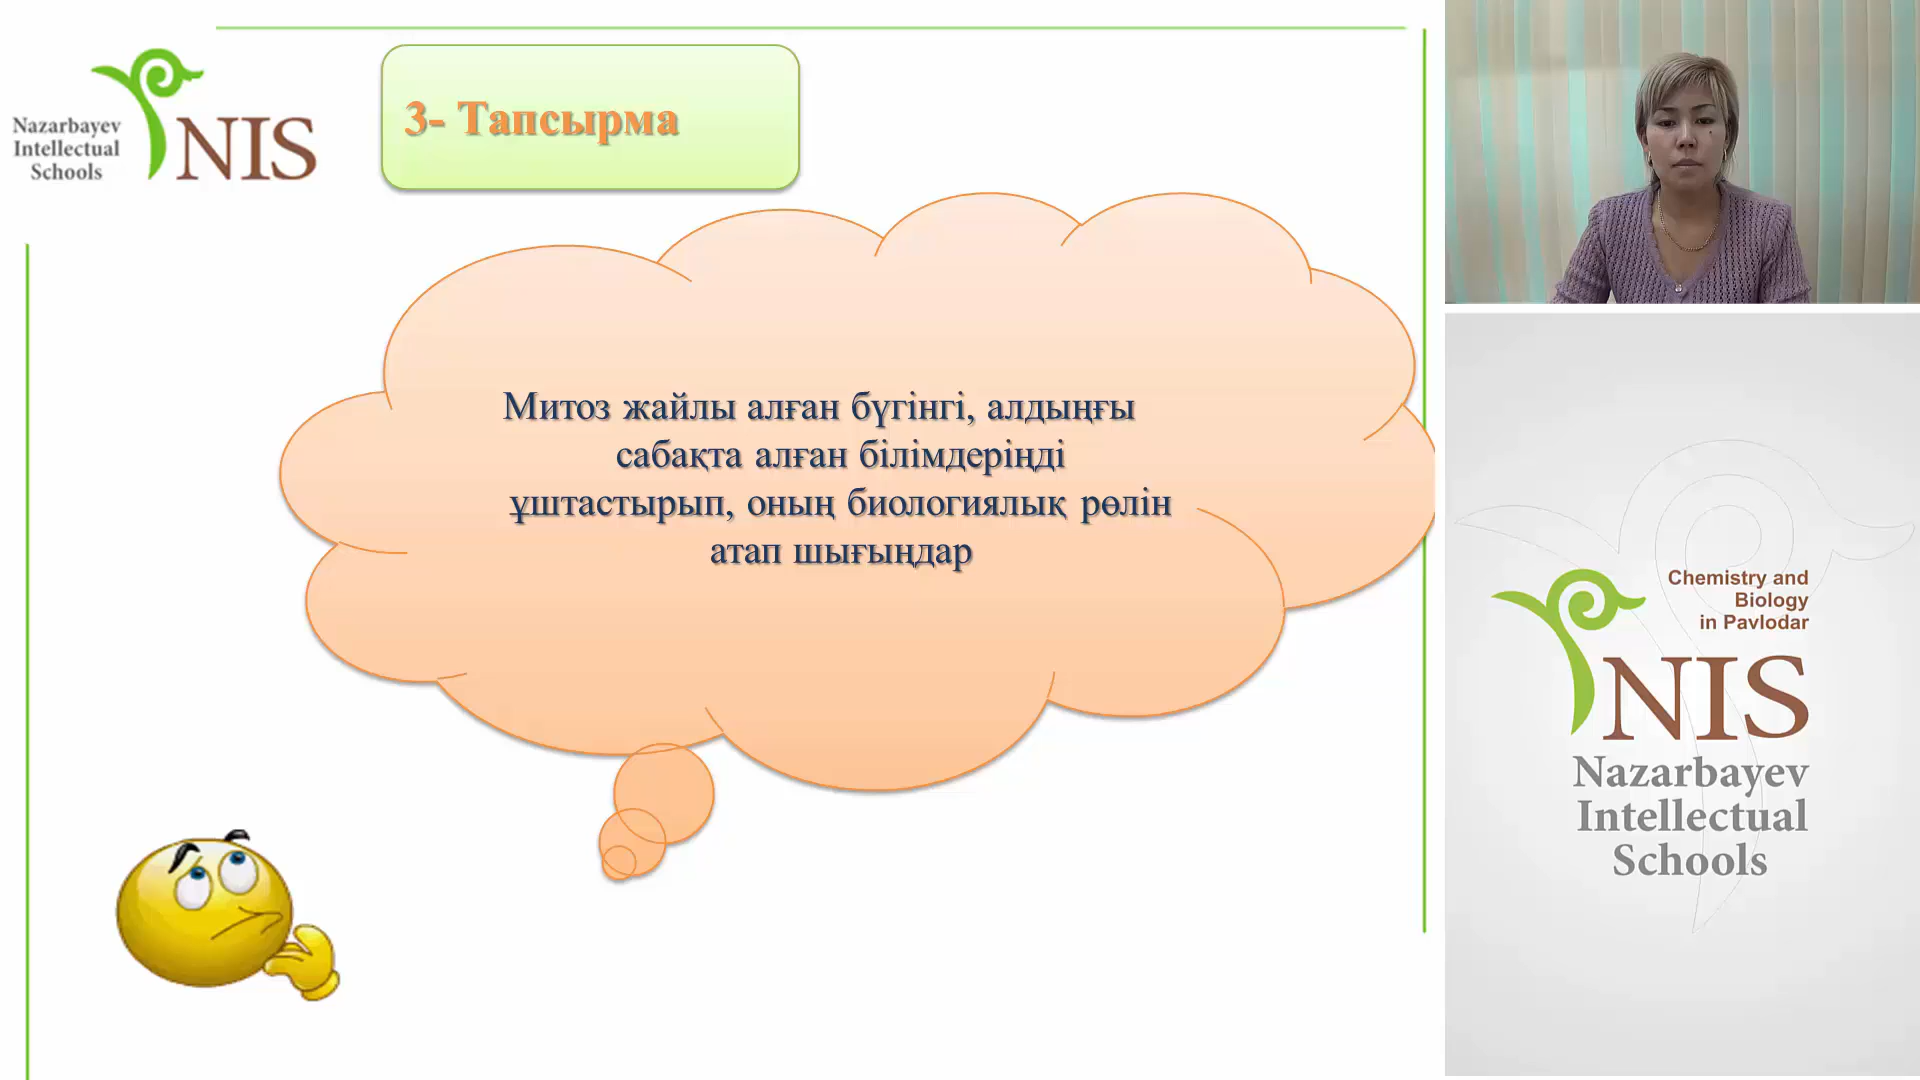 Nazarbayev
Intellectual
Schools
NIS
3- Тапсырма
Митоз жайлы алған бүгінгі, алдыңғы
сабақта алған білімдеріңді
ұштастырып, оның биологиялық рөлін
атап шығыңдар
Chemistry and
Biology
in Pavlodar
NIS
Nazarbayev
Intellectual
Schools